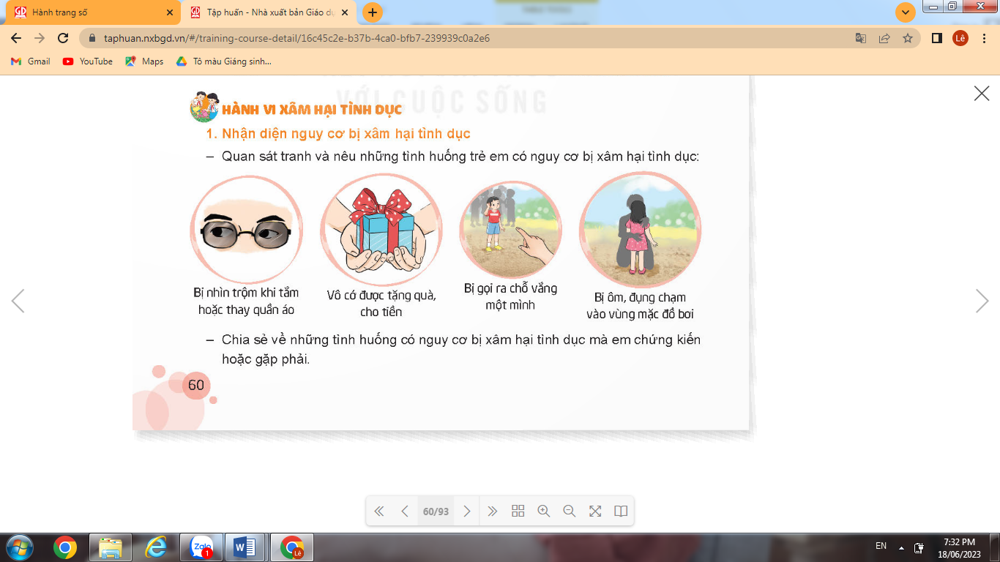 Hành trang số
Tập huấn - Nhà xuất bản Giáo dụ
taphuan.nxbgd.vn/#/training-course-detail/16c45c2e-b37b-4ca0-bfb7-239939c0a2e6
Lê
Gmail
YouTube
Maps
Tô màu Giáng sinh...
VỚI CUỘC SỐNG
HÀNH VI XÂM HẠI TÌNH DỤC
1. Nhận diện nguy cơ bị xâm hại tình dục
– Quan sát tranh và nêu những tình huống trẻ em có nguy cơ bị xâm hại tình dục:
Bị nhìn trộm khi tắm
hoặc thay quần áo
Vô cớ được tặng quà,
cho tiền
Bị gọi ra chỗ vắng
một mình
Bị ôm, đụng chạm
vào vùng mặc đồ bơi
– Chia sẻ về những tình huống có nguy cơ bị xâm hại tình dục mà em chứng kiến
hoặc gặp phải.
60
60/93
Zalo
1
Lê
EN
7:32 PM
18/06/2023